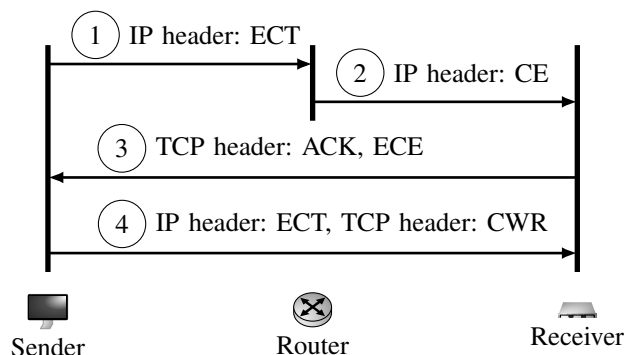 1 IP header: ECT
2 IP header: CE
3 TCP header: ACK, ECE
4 IP header: ECT, TCP header: CWR
Sender
Router
Receiver